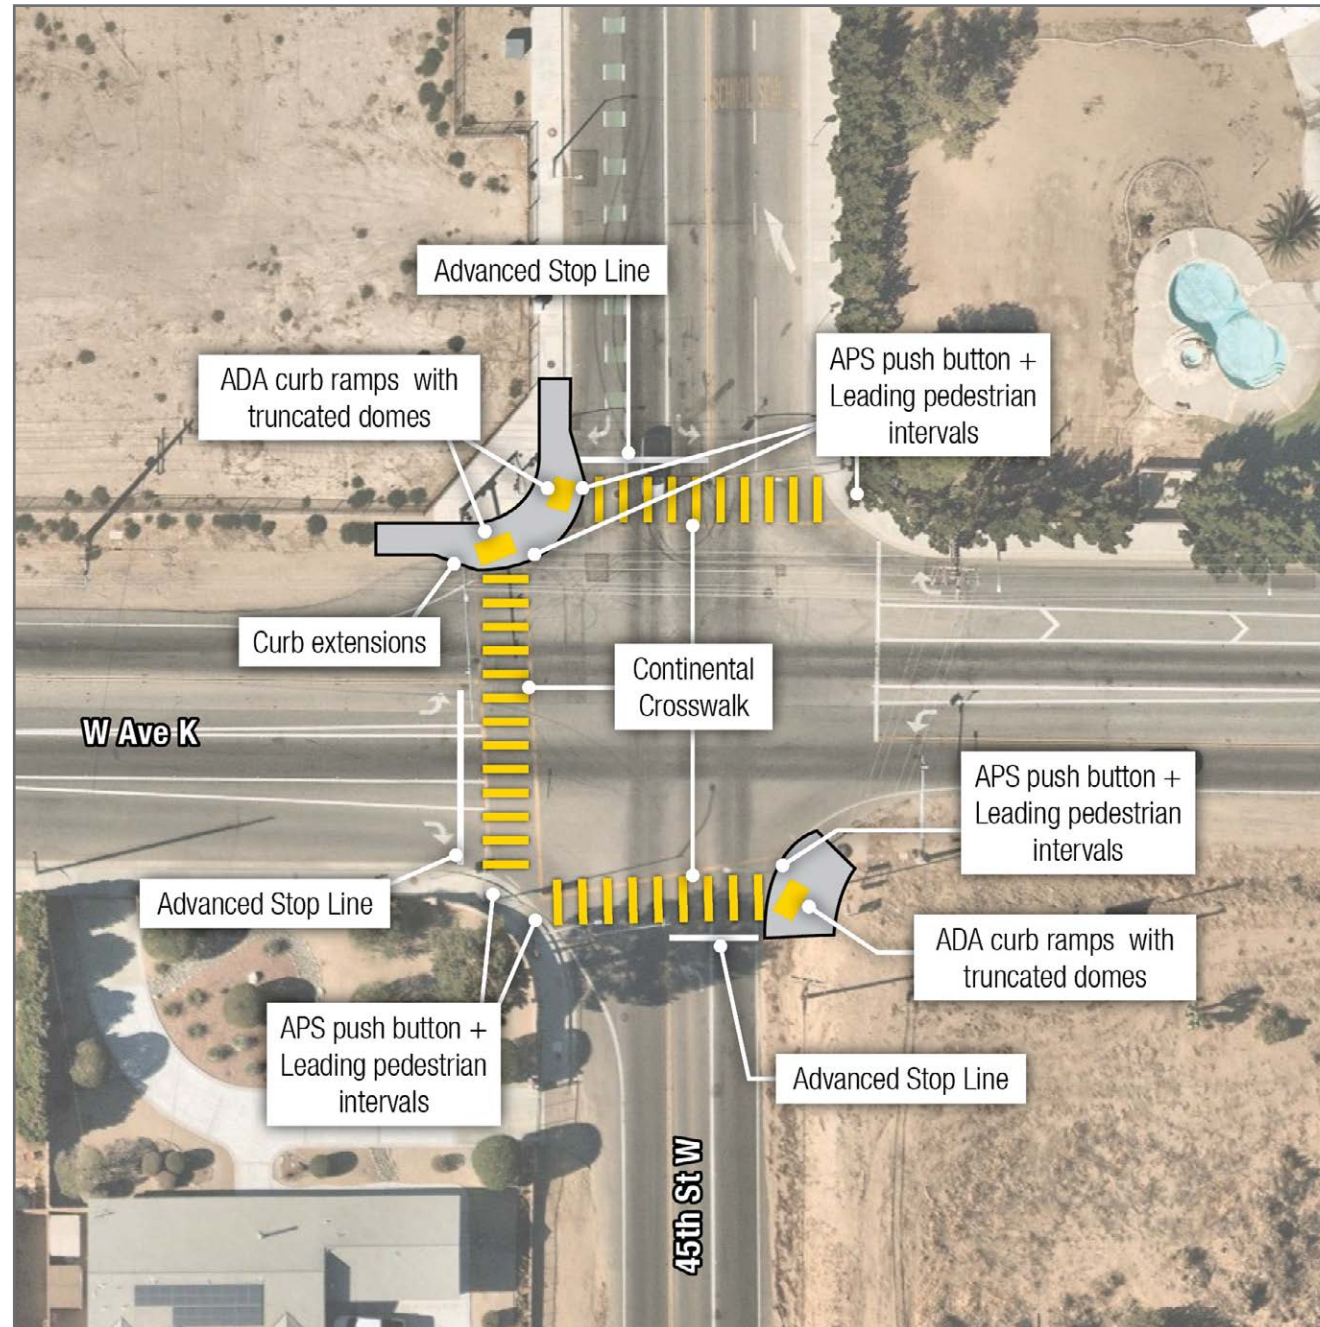 SCHOOL
Advanced Stop Line
ADA curb ramps with
truncated domes
APS push button +
Leading pedestrian
intervals
Curb extensions
Continental
Crosswalk
W Ave K
APS push button +
Leading pedestrian
intervals
Advanced Stop Line
ADA curb ramps with
truncated domes
APS push button +
Leading pedestrian
intervals
Advanced Stop Line
45th St W